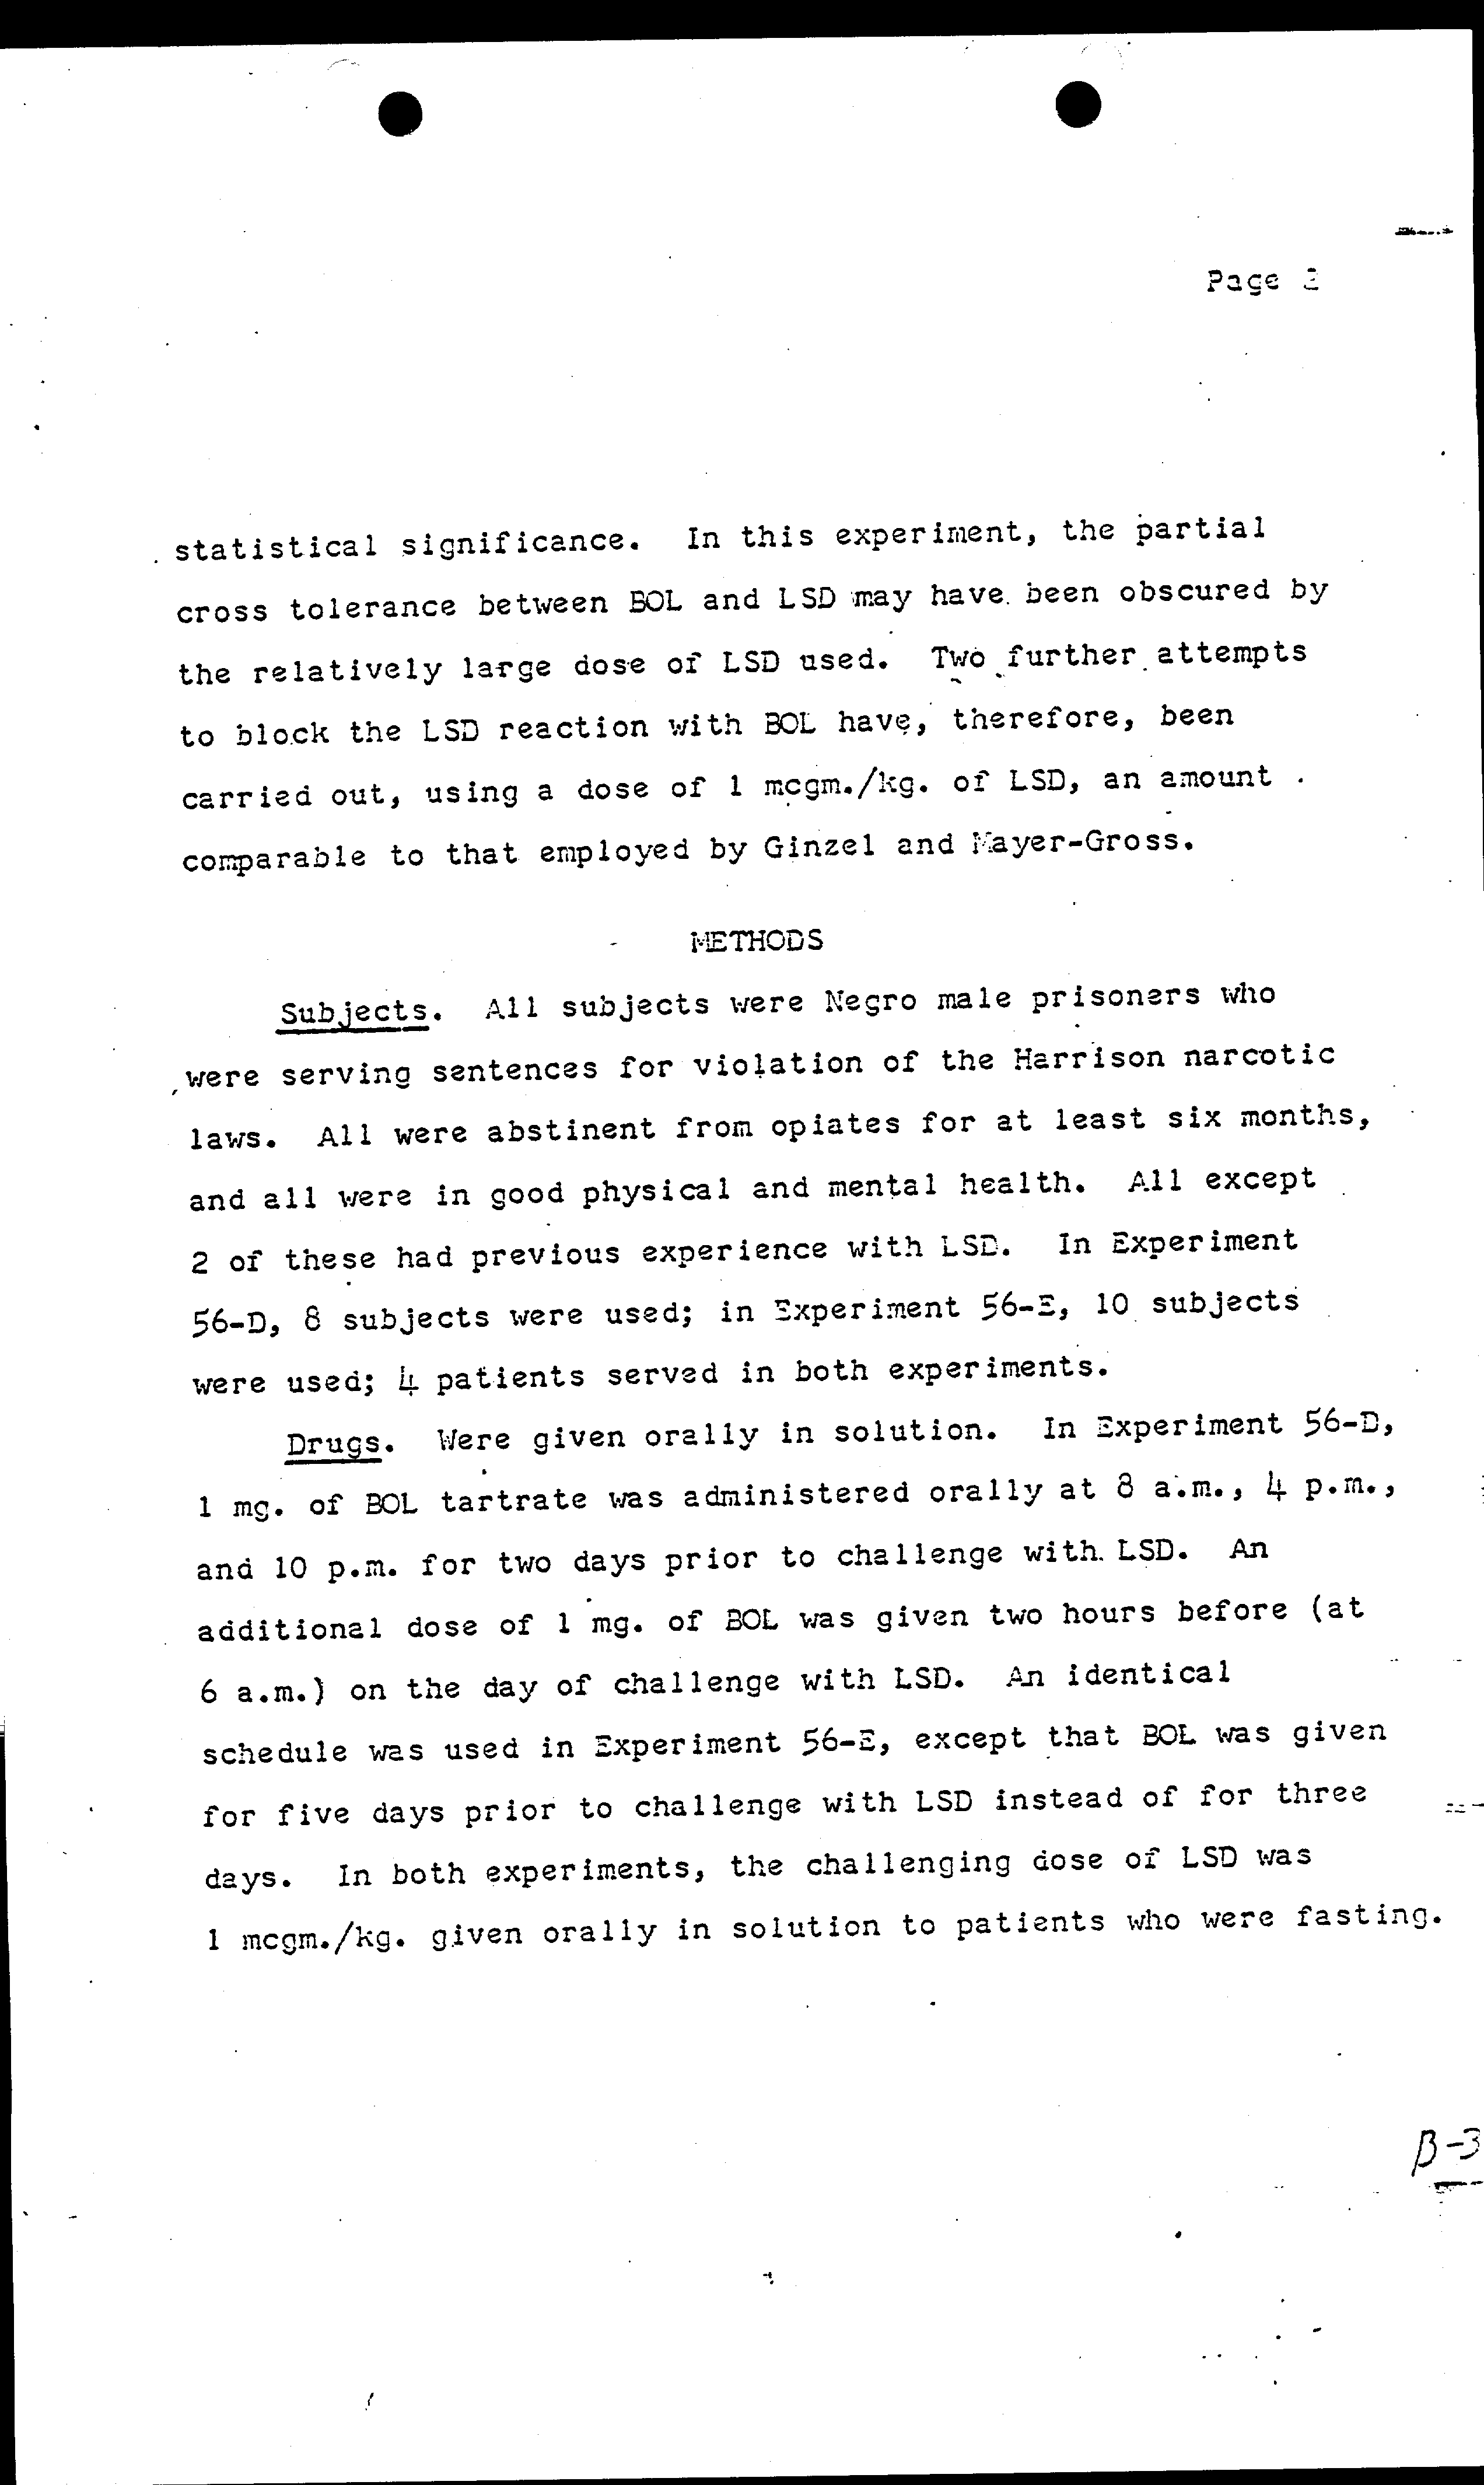 Page
statistical significance. In this experiment, the partial
cross tolerance between BOL and LSD may have been obscured by
the relatively large dose of LSD used. Two further attempts
to block the LSD reaction with BOL have, therefore, been
carried out, using a dose of 1 mcgm./kg. of LSD, an amount
comparable to that employed by Ginzel and Mayer-Gross.
METHODS
Subjects. All subjects were Negro male prisoners who
were serving sentences for violation of the Harrison narcotic
laws. All were abstinent from opiates for at least six months,
and all were in good physical and mental health. All except
2 of these had previous experience with LSD. In Experiment
56-D, 8 subjects were used; in Experiment 56-E, 10 subjects
were used; 4 patients served in both experiments.
Drugs. Were given orally in solution. In Experiment 56-D,
1 mg. of BOL tartrate was administered orally at 8 a.m., 4 p.m.,
and 10 p.m. for two days prior to challenge with LSD. An
additional dose of 1 mg. of BOL was given two hours before (at
6 a.m.) on the day of challenge with LSD. An identical
schedule was used in Experiment 56-E, except that BOL was given
for five days prior to challenge with LSD instead of for three
days. In both experiments, the challenging dose of LSD was
1 mcgm./kg. given orally in solution to patients who were fasting.
B-3